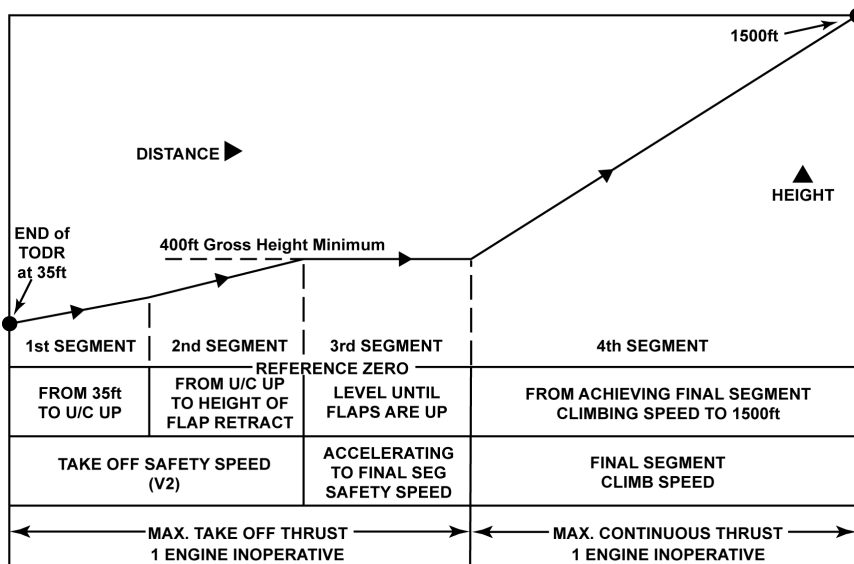 1500ft
DISTANCE
HEIGHT
END of
TODR
at 35ft
400ft Gross Height Minimum
1st SEGMENT
2nd SEGMENT
3rd SEGMENT
4th SEGMENT
REFERENCE ZERO
FROM 35ft
TO U/C UP
FROM U/C UP
TO HEIGHT OF
FLAP RETRACT
LEVEL UNTIL
FLAPS ARE UP
FROM ACHIEVING FINAL SEGMENT
CLIMBING SPEED TO 1500ft
TAKE OFF SAFETY SPEED
(V2)
ACCELERATING
TO FINAL SEG
SAFETY SPEED
FINAL SEGMENT
CLIMB SPEED
MAX. TAKE OFF THRUST
1 ENGINE INOPERATIVE
MAX. CONTINUOUS THRUST
1 ENGINE INOPERATIVE